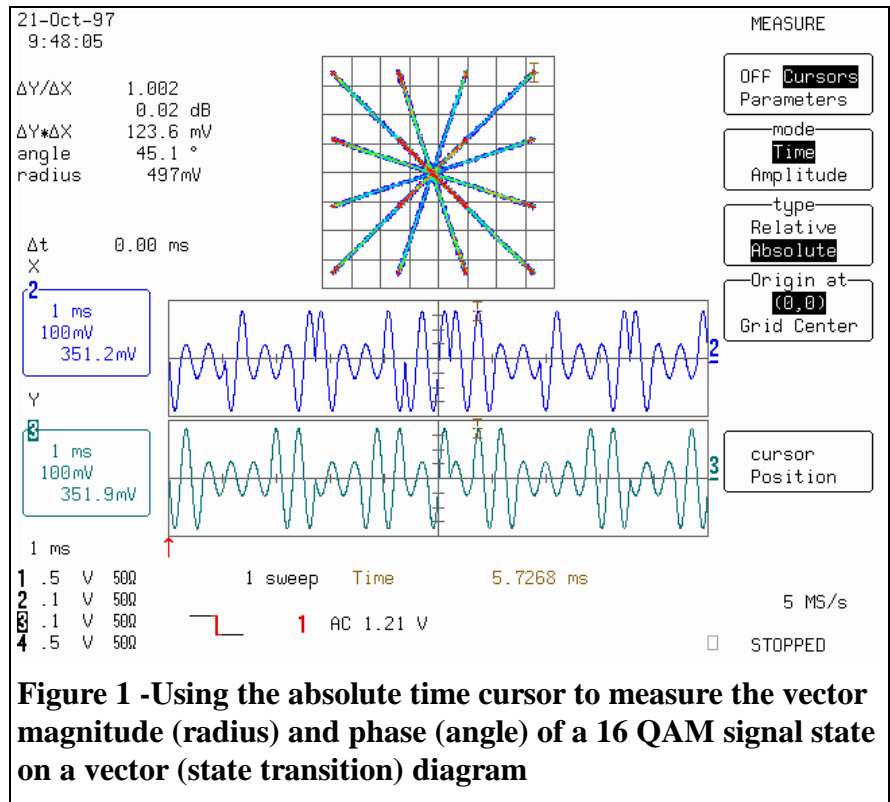 21-Oct-97
9:48:05
ΔY/ΔX 1.002
0.02 dB
ΔY*ΔX 123.6 mV
angle 45.1 °
radius 497mV
Δt 0.00 ms
X
2
1 ms
100mV
351.2mV
2
Y
3
1 ms
100mV
351.9mV
3
1 ms
1 .5 V 50Ω
2 .1 V 50Ω
3 .1 V 50Ω
4 .5 V 50Ω
1 sweep Time 5.7268 ms
1 AC 1.21 V
MEASURE
OFF Cursors
Parameters
mode
Time
Amplitude
type
Relative
Absolute
Origin at
(0,0)
Grid Center
cursor
Position
5 MS/s
STOPPED
Figure 1 -Using the absolute time cursor to measure the vector
magnitude (radius) and phase (angle) of a 16 QAM signal state
on a vector (state transition) diagram